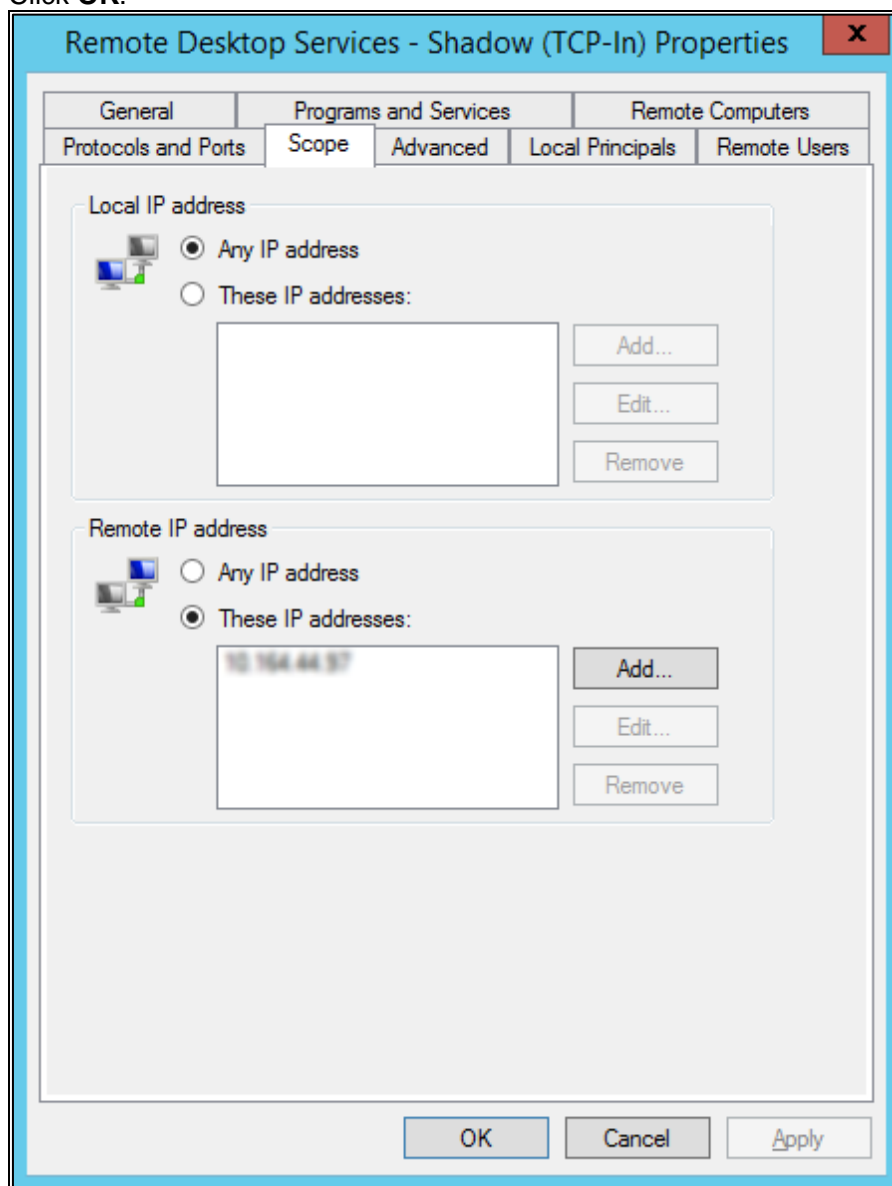 Click OK.
Remote Desktop Services - Shadow (TCP-In) Properties
x
General Programs and Services Remote Computers
Protocols and Ports Scope Advanced Local Principals Remote Users
Local IP address
Any IP address
These IP addresses:
Add...
Edit...
Remove
Remote IP address
Any IP address
These IP addresses:
Add...
Edit...
Remove
OK Cancel Apply